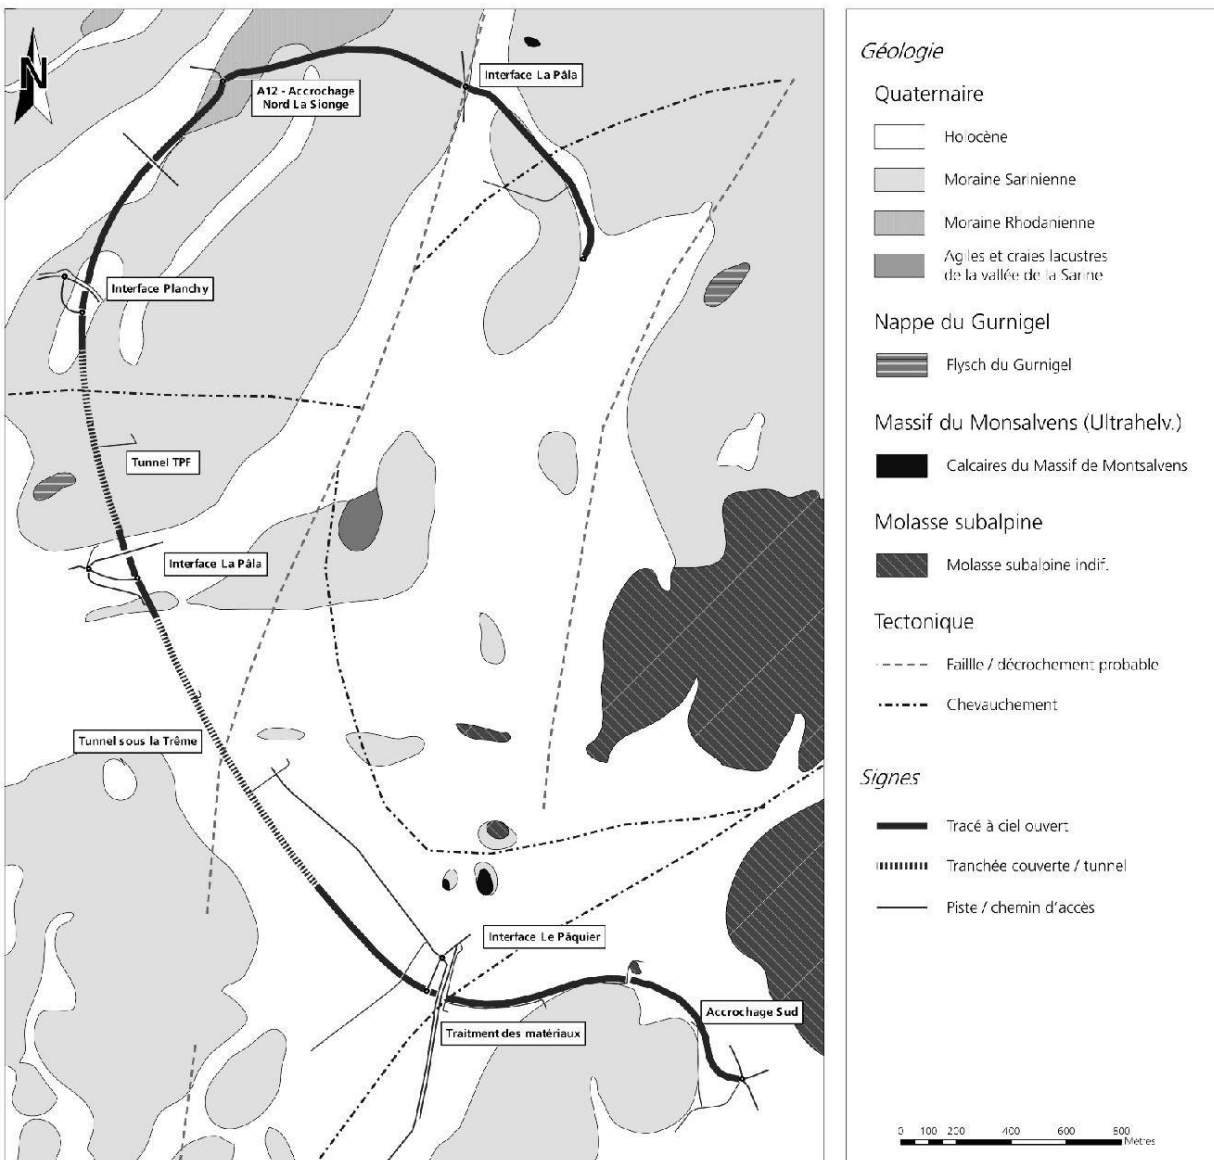 N
Interface La Pâla
A12 - Accrochage
Nord La Sionge
Interface Planchy
Tunnel TPF
Interface La Pâla
Tunnel sous la Trême
Interface Le Pâquier
Accrochage Sud
Traitment des matériaux
Géologie
Quaternaire
Holocène
Moraine Sarinienne
Moraine Rhodanienne
Agiles et craies lacustres
de la vallée de la Sarine
Nappe du Gurnigel
Flysch du Gurnigel
Massif du Monsalvens (Ultrahelv.)
Calcaires du Massif de Montsalvens
Molasse subalpine
Molasse subalpine indif.
Tectonique
Faillle / décrochement probable
Chevauchement
Signes
Tracé à ciel ouvert
Tranchée couverte / tunnel
Piste / chemin d'accès
0 100 200 400 600 800
Mètres